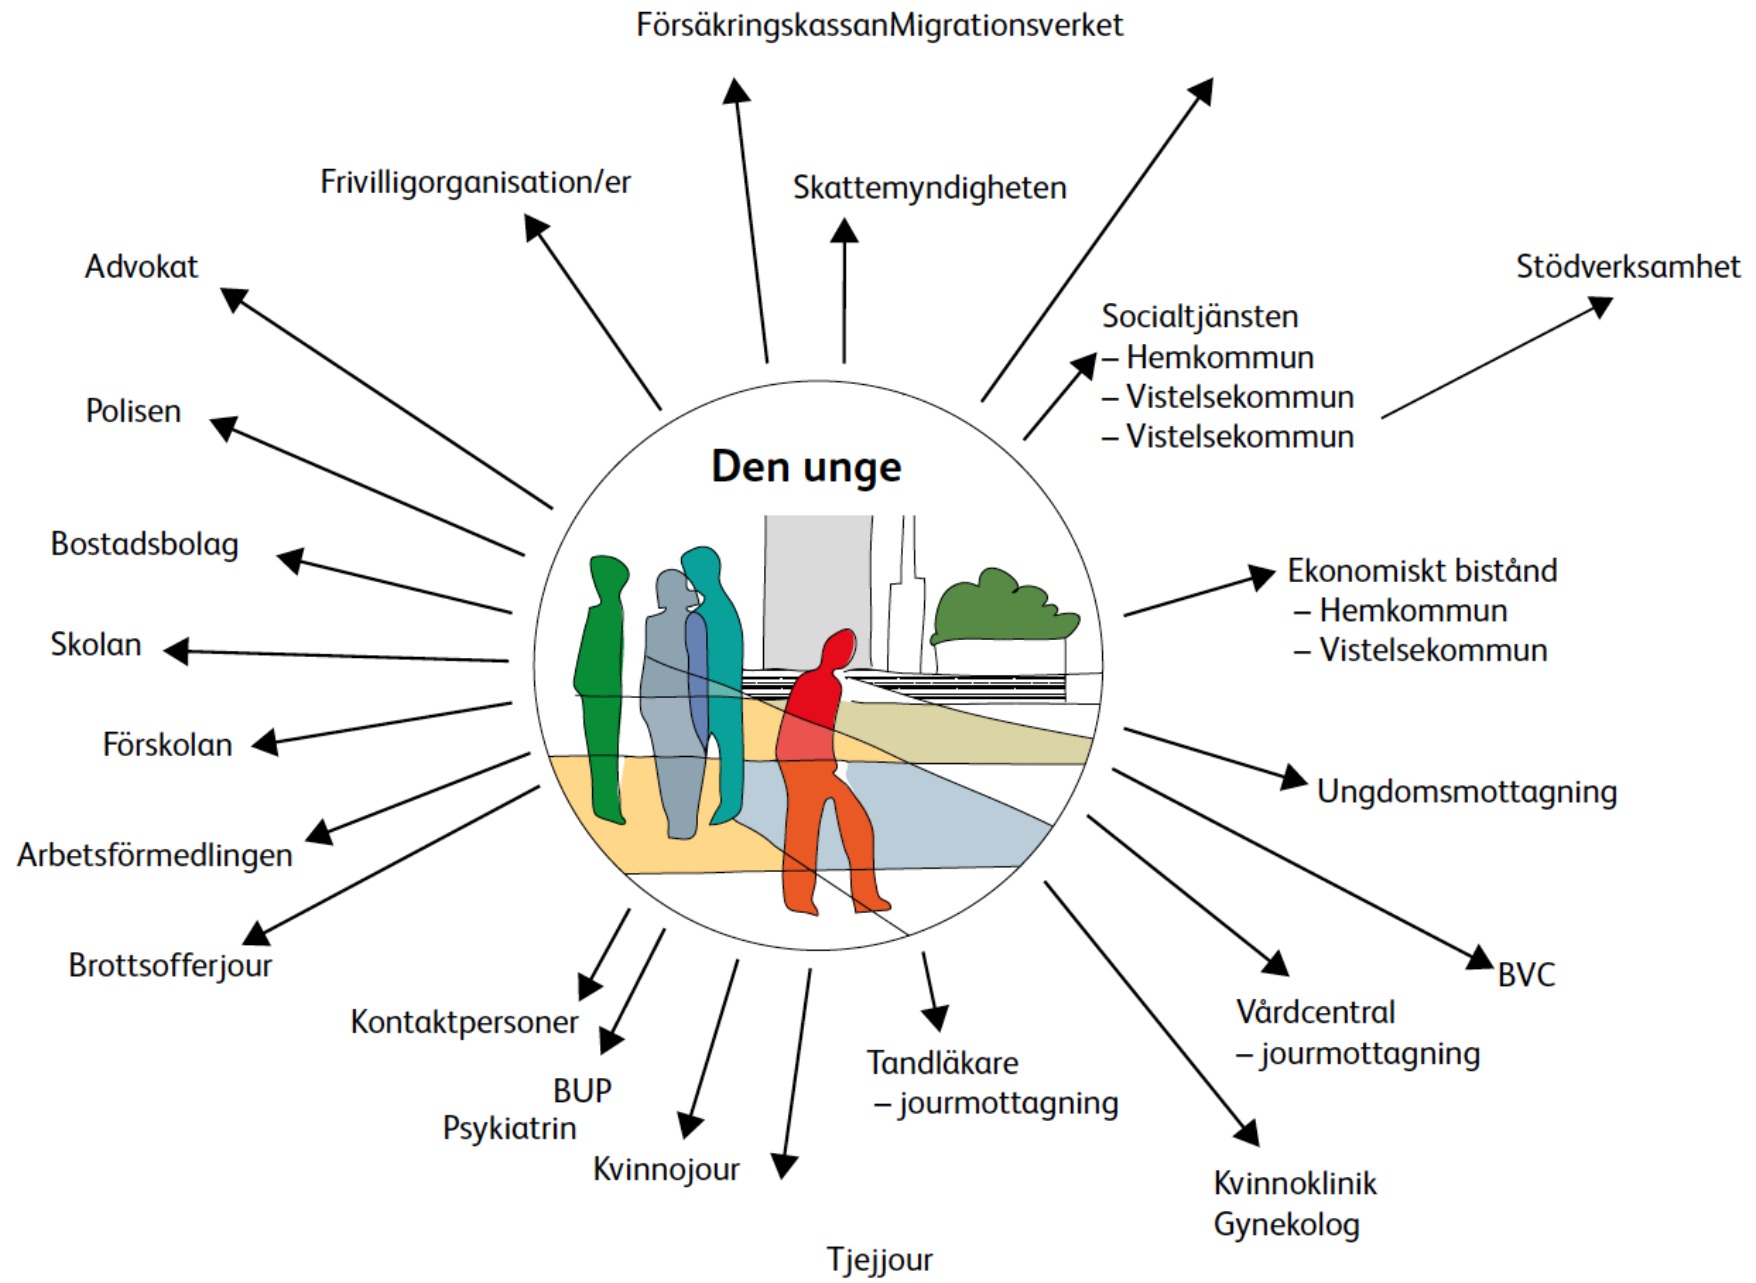 FörsäkringskassanMigrationsverket
Frivilligorganisation/er
Skattemyndigheten
Advokat
Stödverksamhet
Socialtjänsten
– Hemkommun
– Vistelsekommun
– Vistelsekommun
Polisen
Den unge
Bostadsbolag
Ekonomiskt bistånd
– Hemkommun
– Vistelsekommun
Skolan
Förskolan
Ungdomsmottagning
Arbetsförmedlingen
Brottsofferjour
BVC
Kontaktpersoner
Vårdcentral
– jourmottagning
Tandläkare
– jourmottagning
BUP
Psykiatrin
Kvinnojour
Kvinnoklinik
Gynekolog
Tjejjour